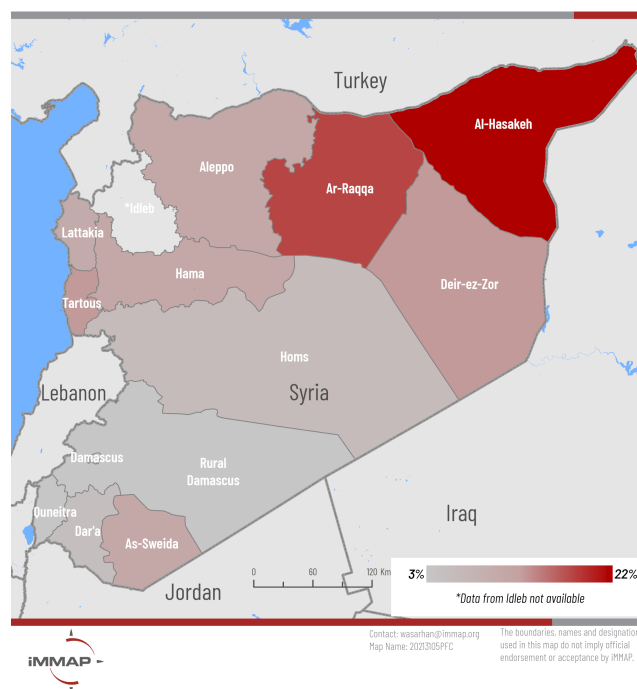 Turkey
Al-Hasakeh
Aleppo
Ar-Raqqa
*Idleb
Lattakia
Hama
Deir-ez-Zor
Tartous
Homs
Lebanon
Syria
Damascus
Rural
Damascus
Quneitra
Iraq
Dar'a
As-Sweida
0 60 120 Km
3% 22%
*Data from Idleb not available
Jordan
Contact: wasarhan@immap.org
Map Name: 20213105PFC
The boundaries, names and designation
used in this map do not imply official
endorsement or acceptance by iMMAP.
iMMAP